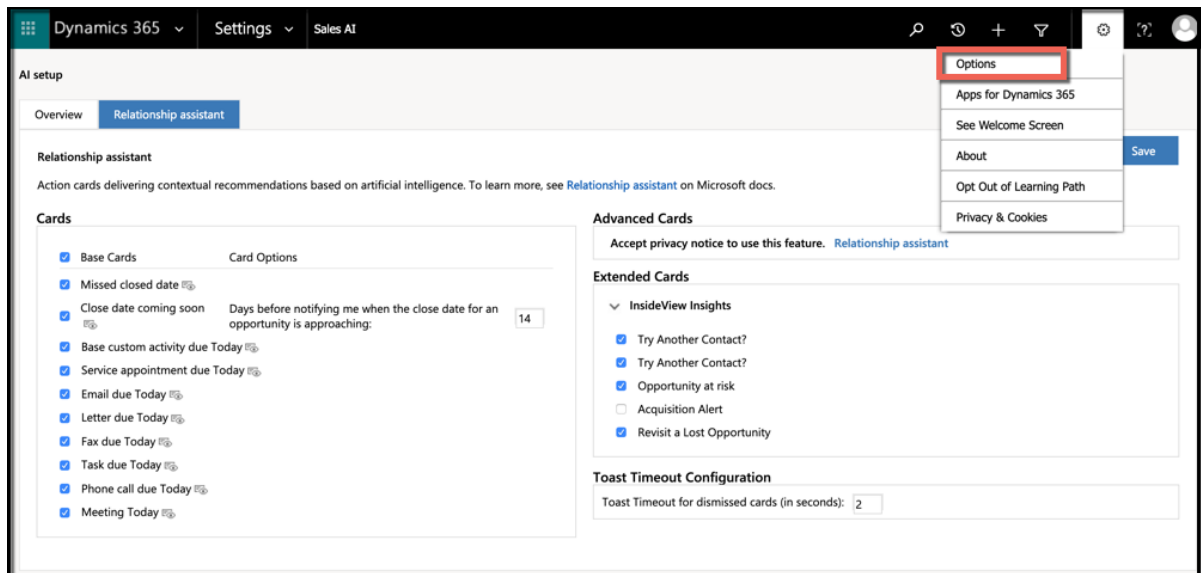 Dynamics 365 Settings Sales AI [?]
Options
Apps for Dynamics 365
See Welcome Screen
About
Opt Out of Learning Path
Privacy & Cookies
AI setup
Overview Relationship assistant
Save
Relationship assistant
Action cards delivering contextual recommendations based on artificial intelligence. To learn more, see Relationship assistant on Microsoft docs.
Cards
Base Cards Card Options
Missed closed date
Close date coming soon
Days before notifying me when the close date for an
opportunity is approaching: 14
Base custom activity due Today
Service appointment due Today
Email due Today
Letter due Today
Fax due Today
Task due Today
Phone call due Today
Meeting Today
Advanced Cards
Accept privacy notice to use this feature. Relationship assistant
Extended Cards
InsideView Insights
Try Another Contact?
Try Another Contact?
Opportunity at risk
Acquisition Alert
Revisit a Lost Opportunity
Toast Timeout Configuration
Toast Timeout for dismissed cards (in seconds): 2